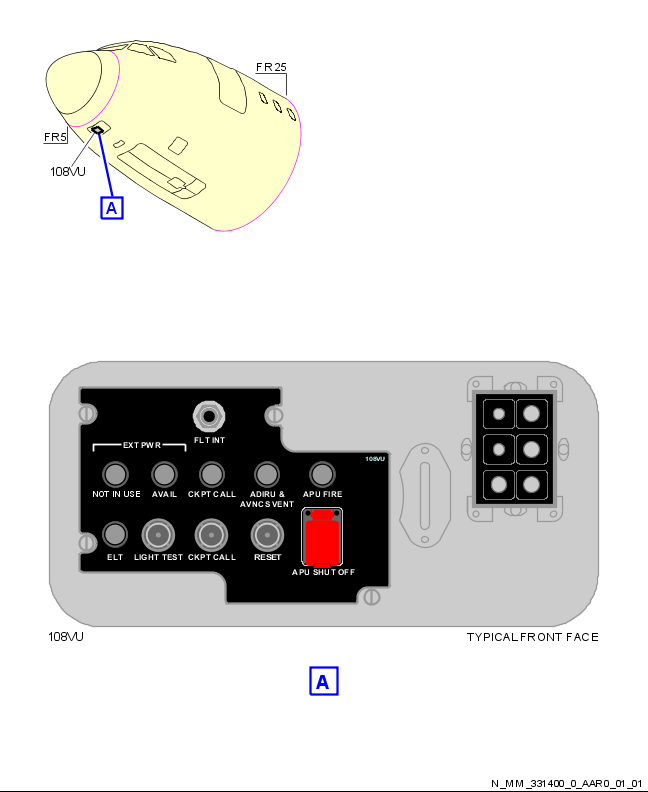 FR25
FR5
108VU
A
FLT INT
EXT PWR
108VU
NOT IN USE AVAIL CKPT CALL ADIRU & AVNCS VENT APU FIRE
ELT LIGHT TEST CKPT CALL RESET
APU SHUT OFF
108VU TYPICAL FRONT FACE
A
N_MM_331400_0_AAR0_01_01